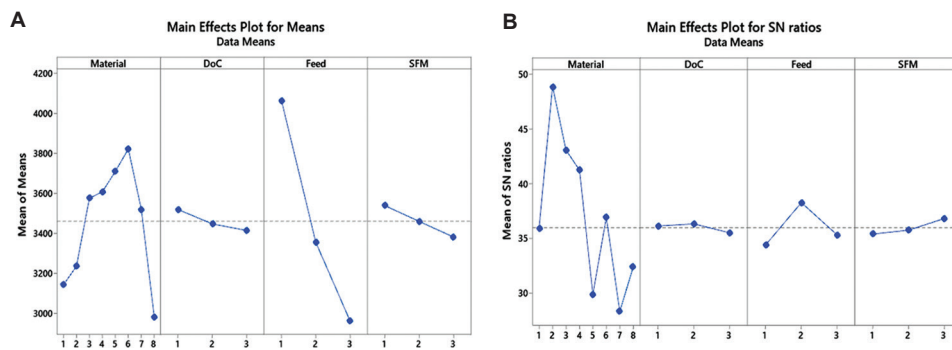 A
Main Effects Plot for Means
Data Means
Material DoC Feed SFM
4200
4000
3800
3600
3400
3200
3000
Mean of Means
1 2 3 4 5 6 7 8 1 2 3 1 2 3 1 2 3
B
Main Effects Plot for SN ratios
Data Means
Material DoC Feed SFM
50
45
40
35
30
Mean of SN ratios
1 2 3 4 5 6 7 8 1 2 3 1 2 3 1 2 3